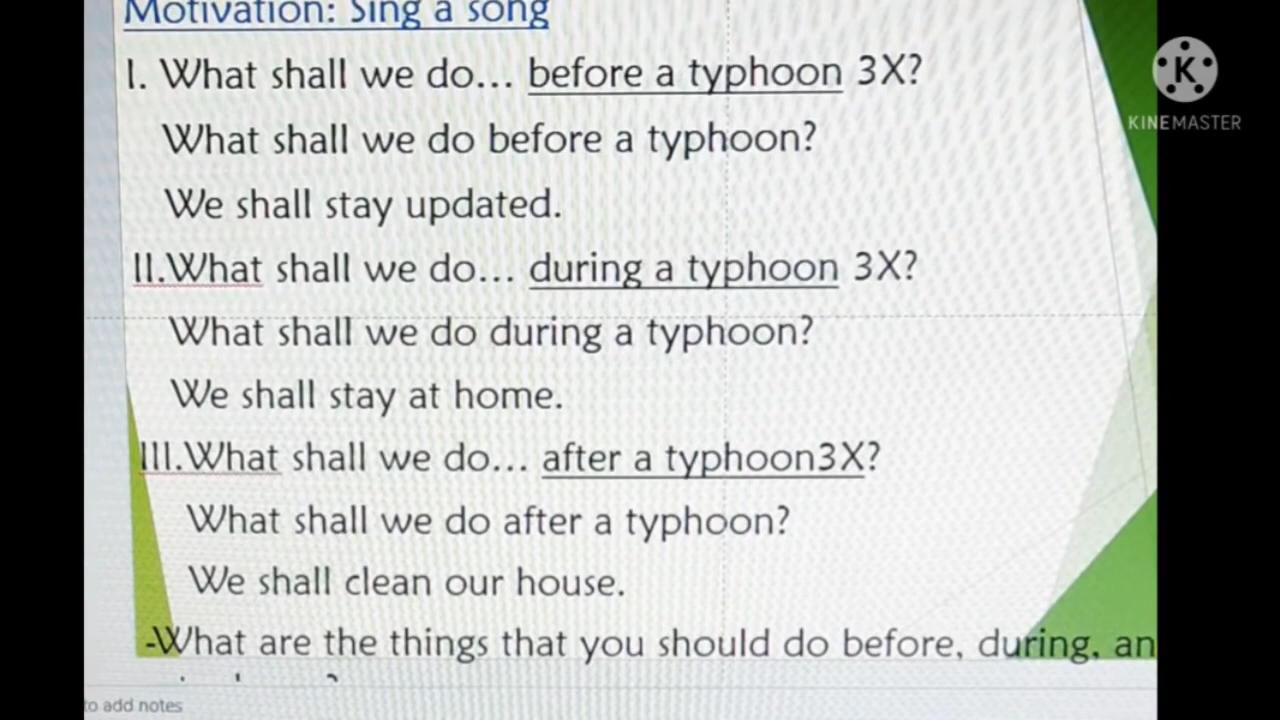 Motivation: Sing a song
I. What shall we do... before a typhoon 3X?
What shall we do before a typhoon?
We shall stay updated.
II.What shall we do... during a typhoon 3X?
What shall we do during a typhoon?
We shall stay at home.
III.What shall we do... after a typhoon3X?
What shall we do after a typhoon?
We shall clean our house.
-What are the things that you should do before, during, an
to add notes
K
KINEMASTER